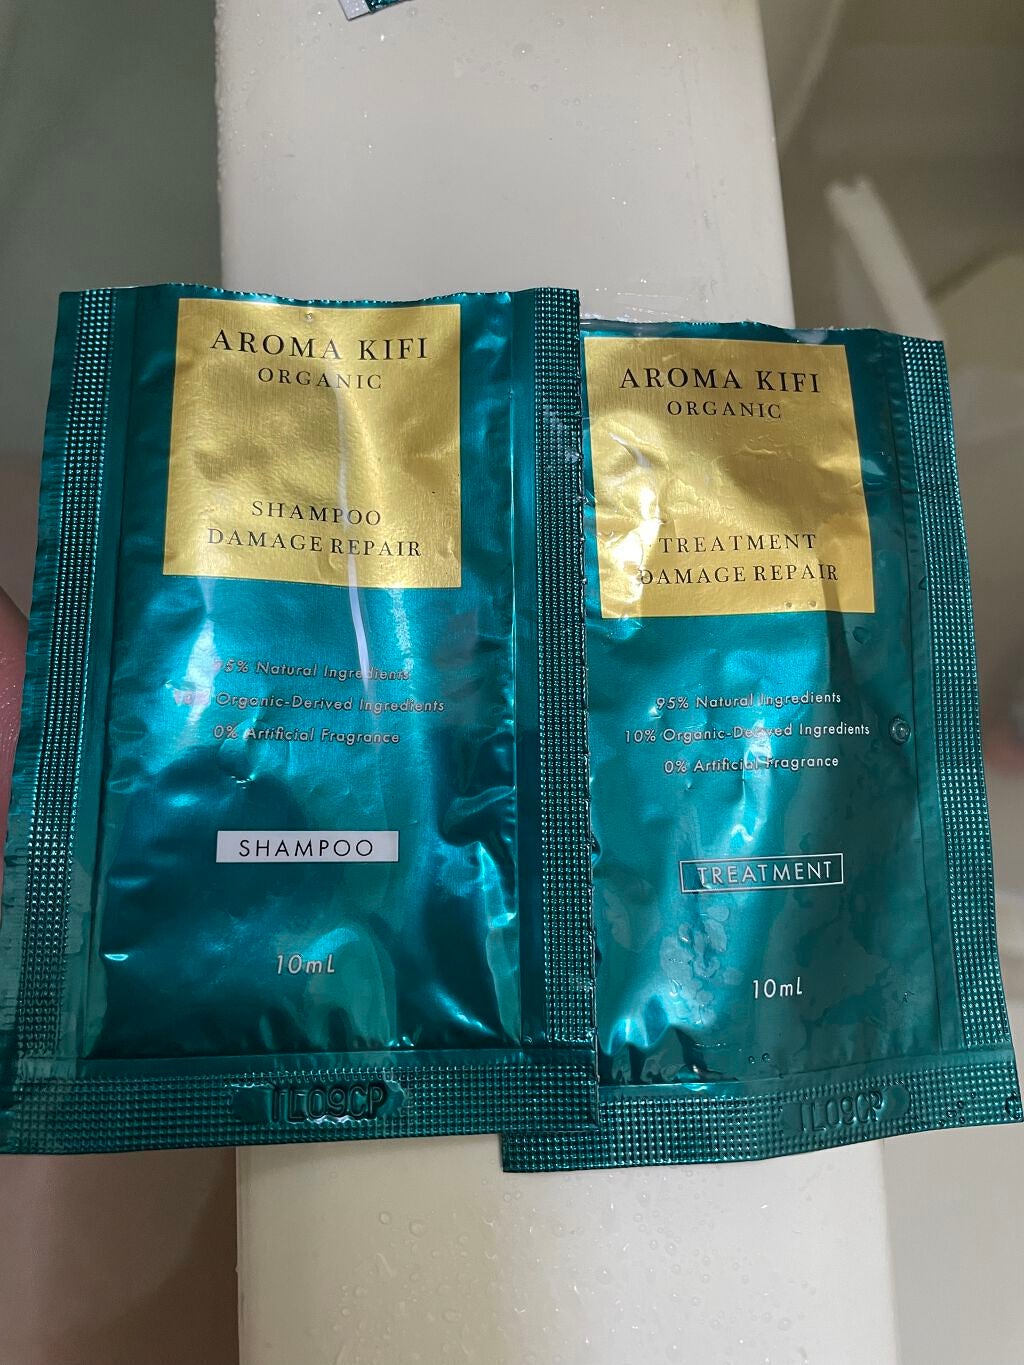 AROMA KIFI
ORGANIC
SHAMPOO
DAMAGE REPAIR
95% Natural Ingredients
10% Organic-Derived Ingredients
0% Artificial Fragrance
SHAMPOO
10mL
AROMA KIFI
ORGANIC
TREATMENT
DAMAGE REPAIR
95% Natural Ingredients
10% Organic-Derived Ingredients
0% Artificial Fragrance
TREATMENT
10mL